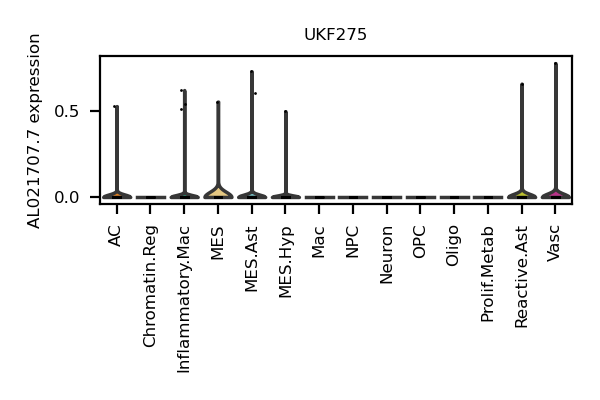 UKF275
AL021707.7 expression
0.5
0.0
AC
Chromatin.Reg
Inflammatory.Mac
MES
MES.Ast
MES.Hyp
Mac
NPC
Neuron
OPC
Oligo
Prolif.Metab
Reactive.Ast
Vasc